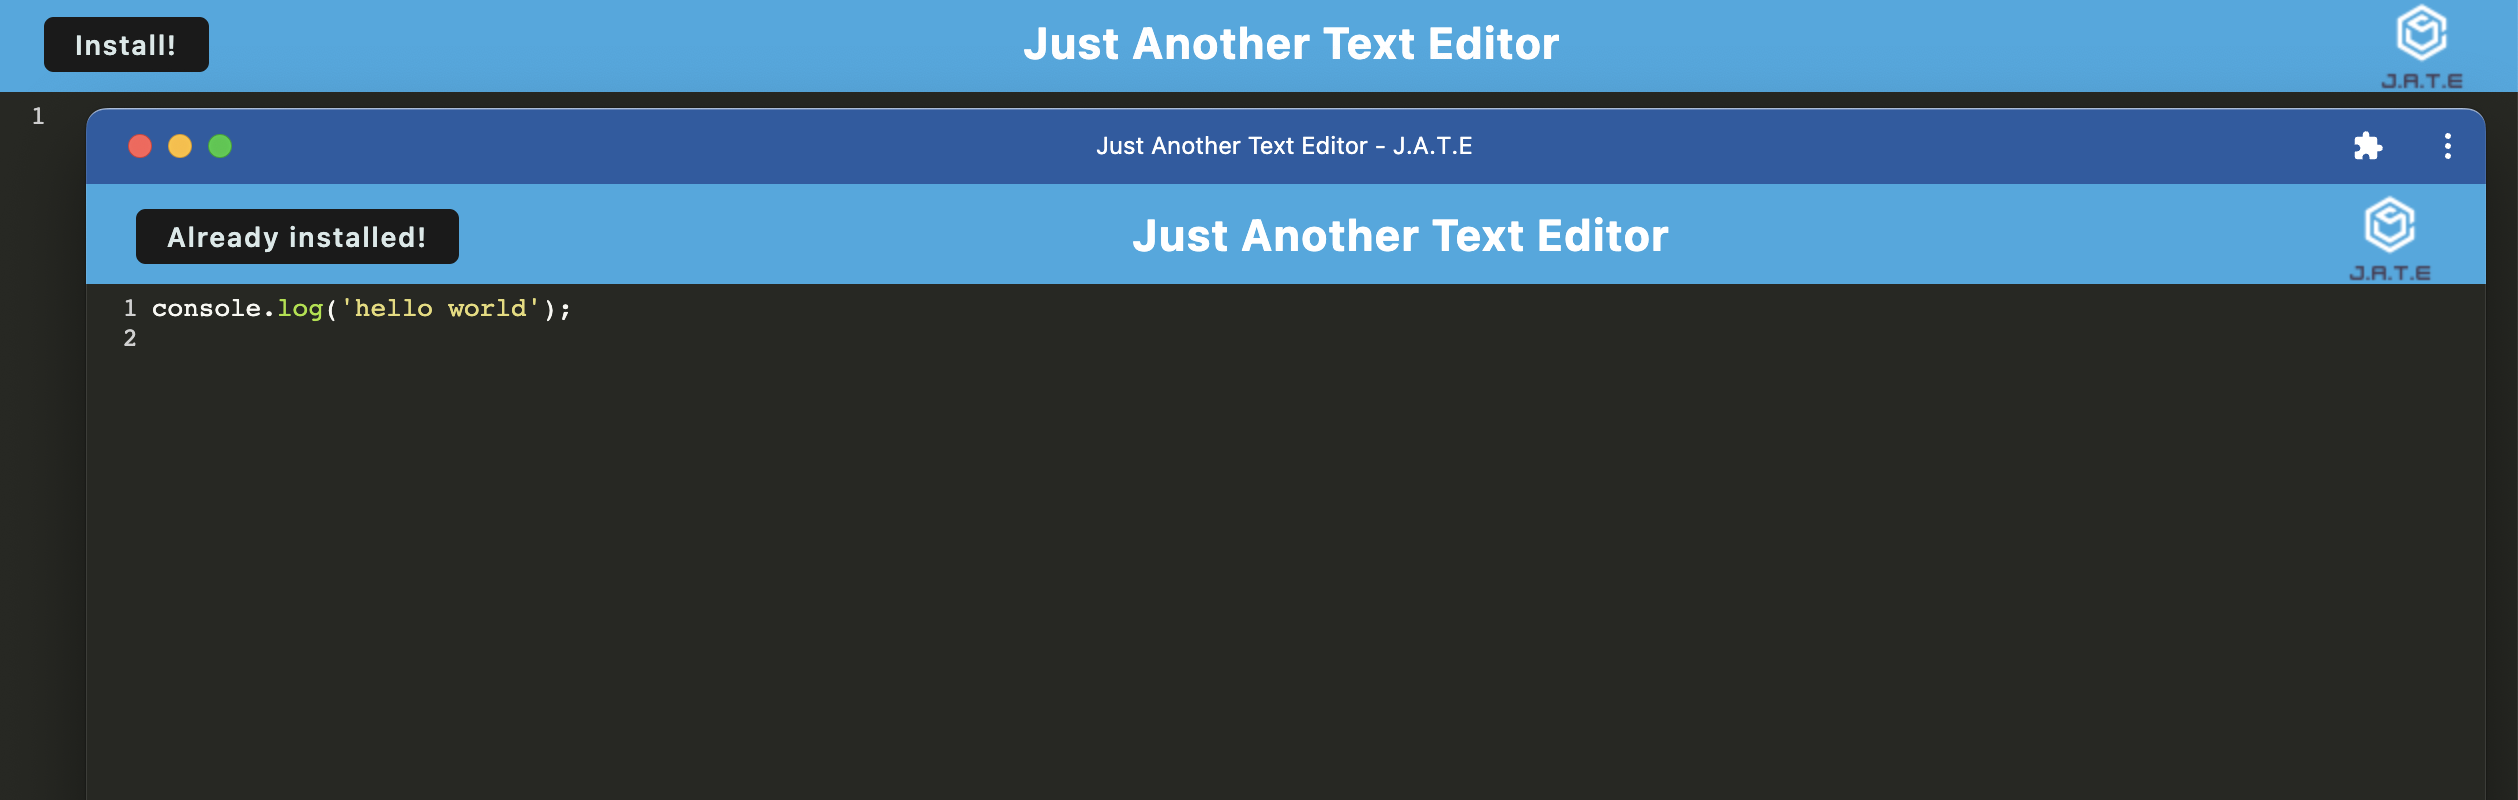 Install!
Just Another Text Editor
J.A.T.E
1
Just Another Text Editor - J.A.T.E
Already installed!
Just Another Text Editor
J.A.T.E
1 console.log('hello world');
2